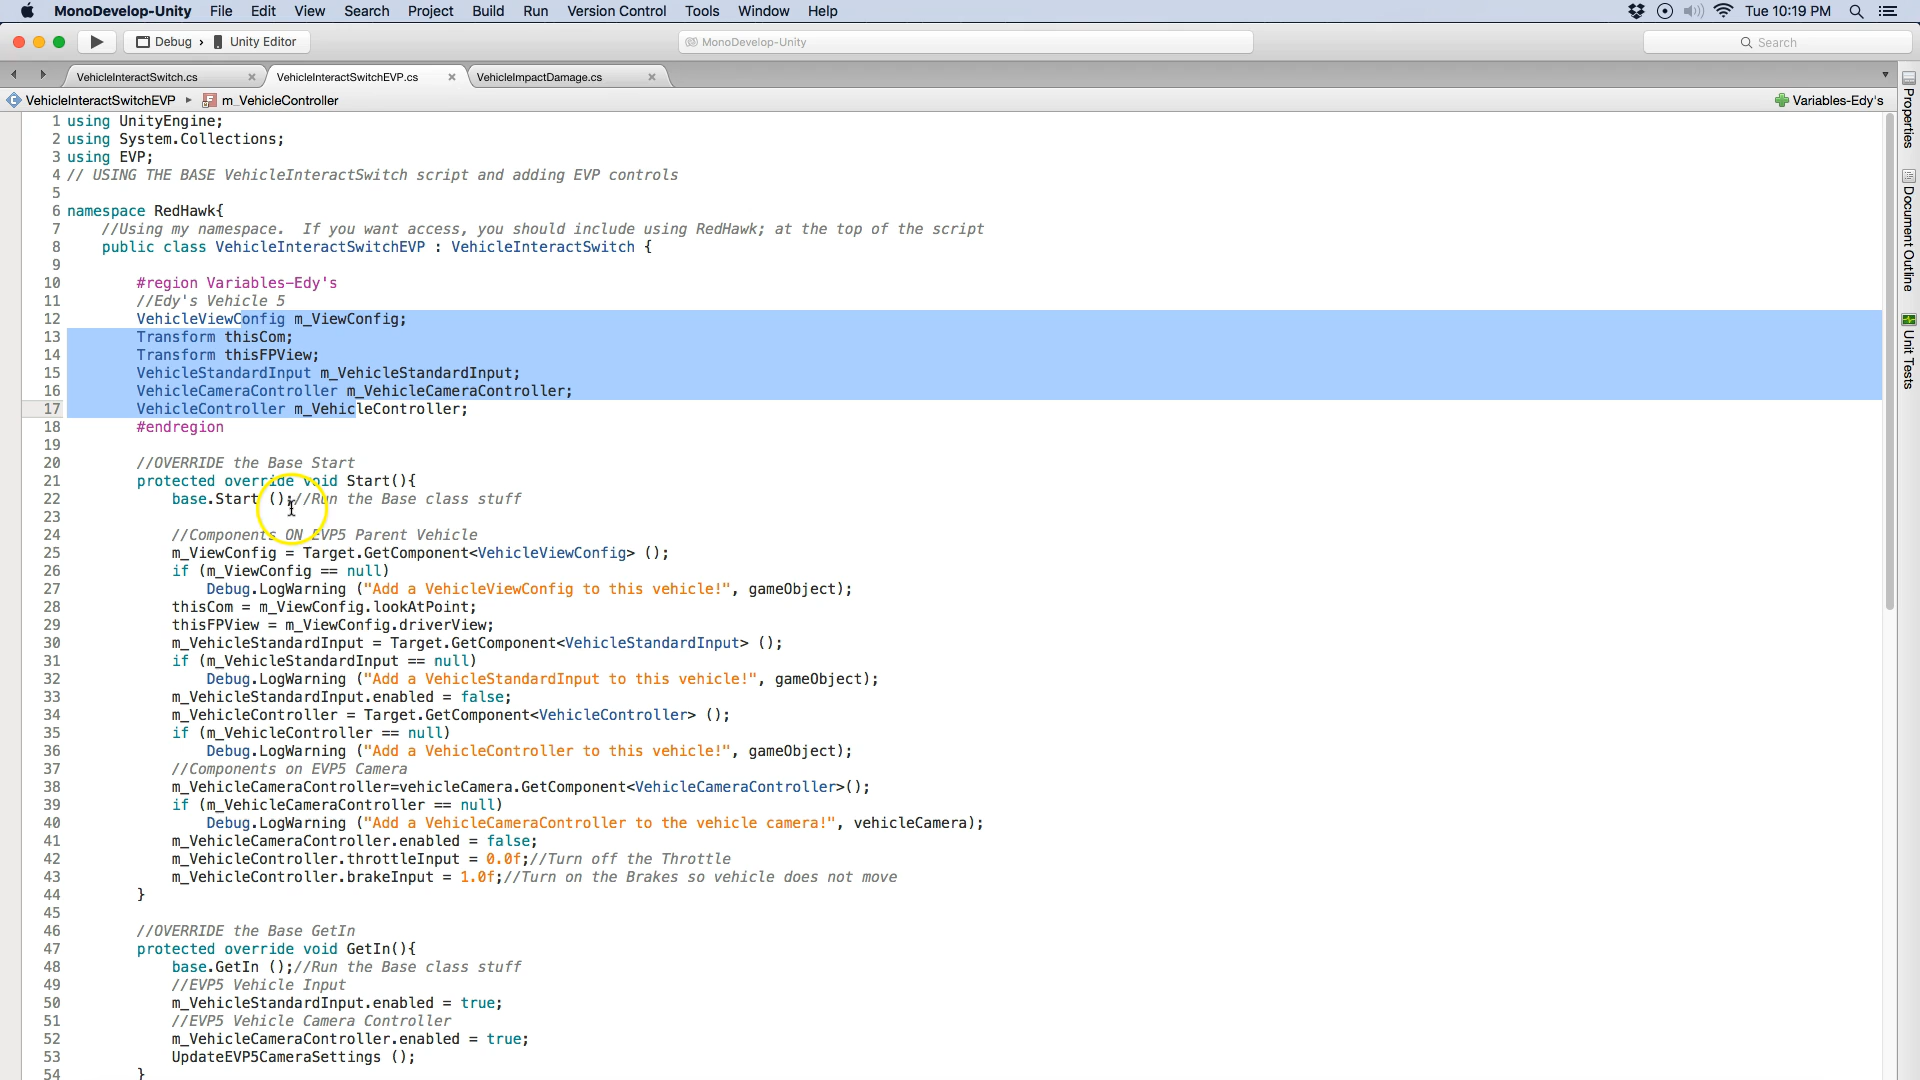 MonoDevelop-Unity File Edit View Search Project Build Run Version Control Tools Window Help Tue 10:19 PM
Debug › Unity Editor MonoDevelop-Unity Search
VehicleInteractSwitch.cs VehicleInteractSwitchEVP.cs VehicleImpactDamage.cs
VehicleInteractSwitchEVP m_VehicleController Variables-Edy's
1 using UnityEngine;
2 using System.Collections;
3 using EVP;
4 // USING THE BASE VehicleInteractSwitch script and adding EVP controls
5
6 namespace RedHawk{
7 //Using my namespace. If you want access, you should include using RedHawk; at the top of the script
8 public class VehicleInteractSwitchEVP : VehicleInteractSwitch {
9
10 #region Variables-Edy's
11 //Edy's Vehicle 5
12 VehicleViewConfig m_ViewConfig;
13 Transform thisCom;
14 Transform thisFPView;
15 VehicleStandardInput m_VehicleStandardInput;
16 VehicleCameraController m_VehicleCameraController;
17 VehicleController m_VehicleController;
18 #endregion
19
20 //OVERRIDE the Base Start
21 protected override void Start(){
22 base.Start ();//Run the Base class stuff
23
24 //Components ON EVP5 Parent Vehicle
25 m_ViewConfig = Target.GetComponent<VehicleViewConfig> ();
26 if (m_ViewConfig == null)
27 Debug.LogWarning ("Add a VehicleViewConfig to this vehicle!", gameObject);
28 thisCom = m_ViewConfig.lookAtPoint;
29 thisFPView = m_ViewConfig.driverView;
30 m_VehicleStandardInput = Target.GetComponent<VehicleStandardInput> ();
31 if (m_VehicleStandardInput == null)
32 Debug.LogWarning ("Add a VehicleStandardInput to this vehicle!", gameObject);
33 m_VehicleStandardInput.enabled = false;
34 m_VehicleController = Target.GetComponent<VehicleController> ();
35 if (m_VehicleController == null)
36 Debug.LogWarning ("Add a VehicleController to this vehicle!", gameObject);
37 //Components on EVP5 Camera
38 m_VehicleCameraController=vehicleCamera.GetComponent<VehicleCameraController>();
39 if (m_VehicleCameraController == null)
40 Debug.LogWarning ("Add a VehicleCameraController to the vehicle camera!", vehicleCamera);
41 m_VehicleCameraController.enabled = false;
42 m_VehicleController.throttleInput = 0.0f;//Turn off the Throttle
43 m_VehicleController.brakeInput = 1.0f;//Turn on the Brakes so vehicle does not move
44 }
45
46 //OVERRIDE the Base GetIn
47 protected override void GetIn(){
48 base.GetIn ();//Run the Base class stuff
49 //EVP5 Vehicle Input
50 m_VehicleStandardInput.enabled = true;
51 //EVP5 Vehicle Camera Controller
52 m_VehicleCameraController.enabled = true;
53 UpdateEVP5CameraSettings ();
54 }
Properties
Document Outline
Unit Tests